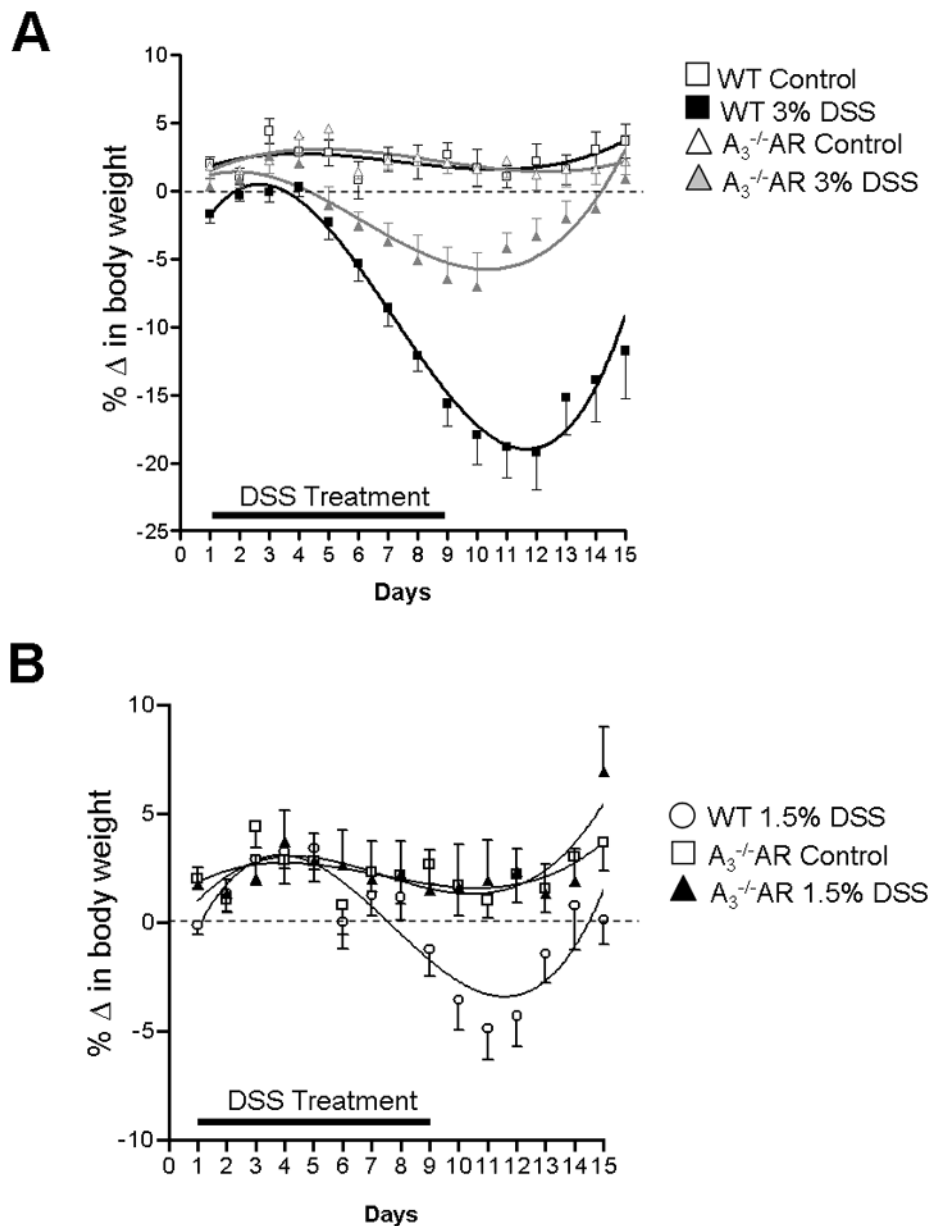 A
10
5
0
-5
-10
-15
-20
-25
% Δ in body weight
DSS Treatment
0 1 2 3 4 5 6 7 8 9 10 11 12 13 14 15
Days
WT Control
WT 3% DSS
A₃⁻/⁻AR Control
A₃⁻/⁻AR 3% DSS
B
10
5
0
-5
-10
% Δ in body weight
DSS Treatment
0 1 2 3 4 5 6 7 8 9 10 11 12 13 14 15
Days
WT 1.5% DSS
A₃⁻/⁻AR Control
A₃⁻/⁻AR 1.5% DSS